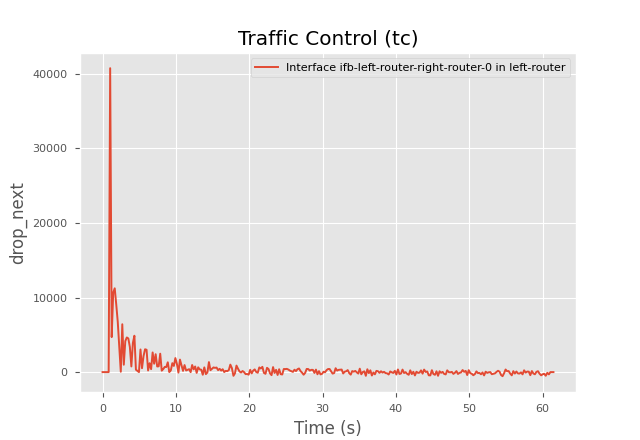 Traffic Control (tc)
Interface ifb-left-router-right-router-0 in left-router
drop_next
40000
30000
20000
10000
0
0 10 20 30 40 50 60
Time (s)